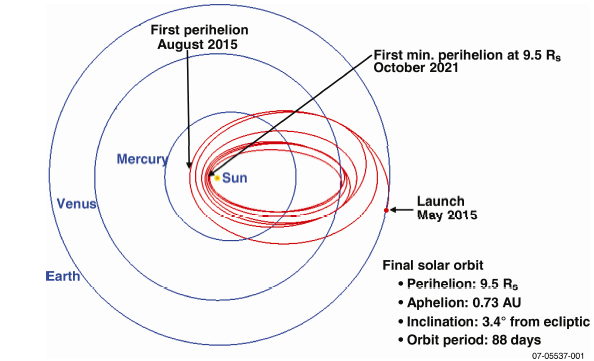 First perihelion
August 2015
First min. perihelion at 9.5 Rs
October 2021
Mercury
Sun
Venus
Launch
May 2015
Earth
Final solar orbit
• Perihelion: 9.5 Rs
• Aphelion: 0.73 AU
• Inclination: 3.4° from ecliptic
• Orbit period: 88 days
07-05537-001